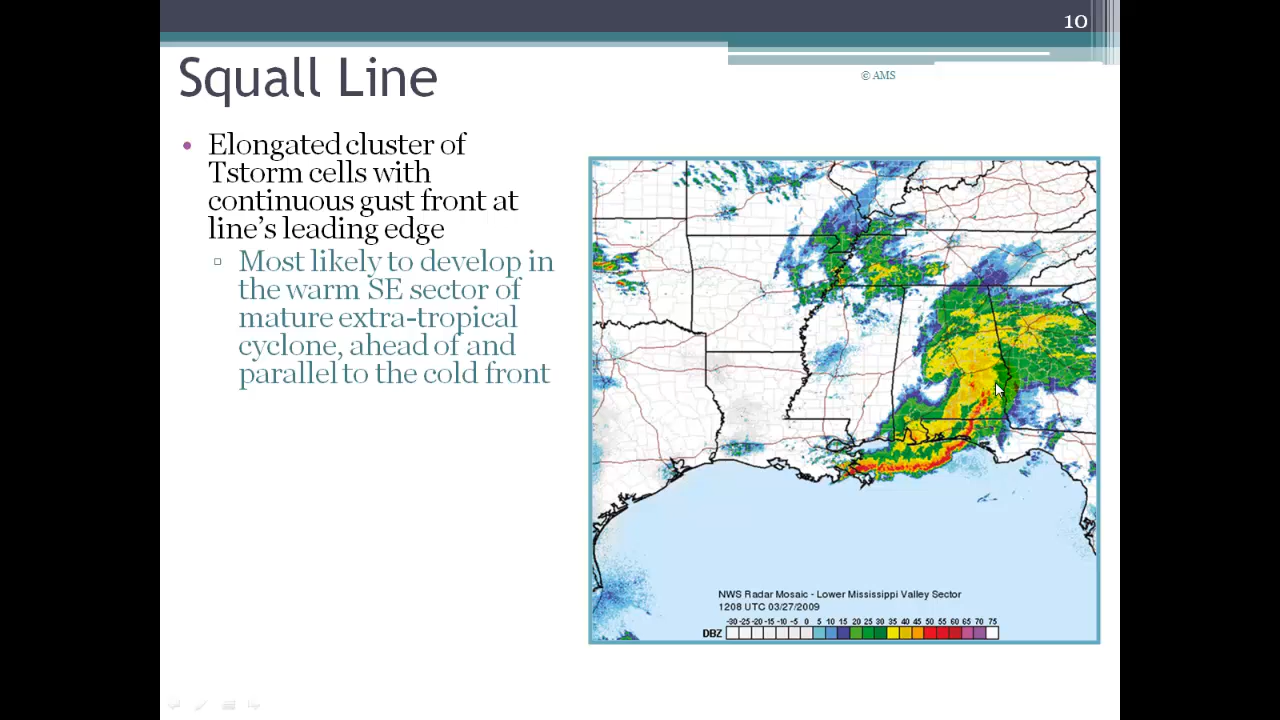 10
Squall Line
© AMS
• Elongated cluster of
Tstorm cells with
continuous gust front at
line's leading edge
▫ Most likely to develop in
the warm SE sector of
mature extra-tropical
cyclone, ahead of and
parallel to the cold front
NWS Radar Mosaic - Lower Mississippi Valley Sector
1208 UTC 03/27/2009
-30 -25 -20 -15 -10 -5 0 5 10 15 20 25 30 35 40 45 50 55 60 65 70 75
DBZ